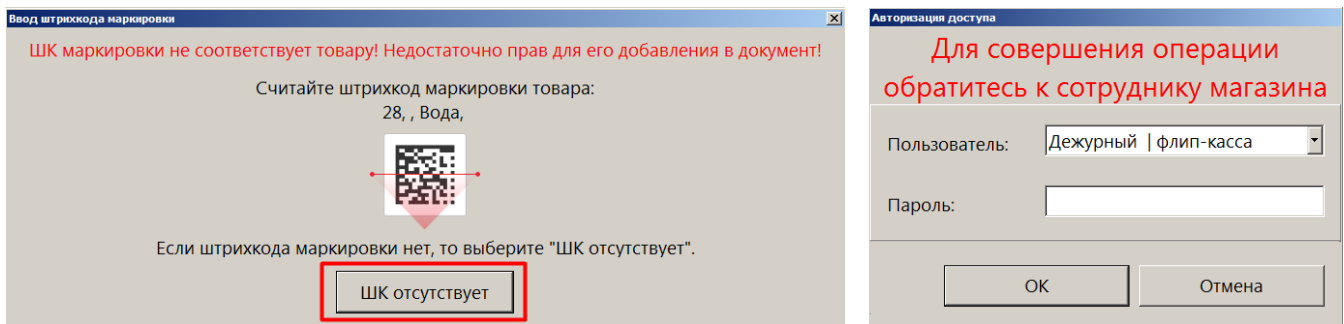 Ввод штрихкода маркировки
ШК маркировки не соответствует товару! Недостаточно прав для его добавления в документ!
Считайте штрихкод маркировки товара:
28, , Вода,
Если штрихкода маркировки нет, то выберите "ШК отсутствует".
ШК отсутствует
Авторизация доступа
Для совершения операции
обратитесь к сотруднику магазина
Пользователь:
Дежурный | флип-касса
Пароль:
ОК
Отмена